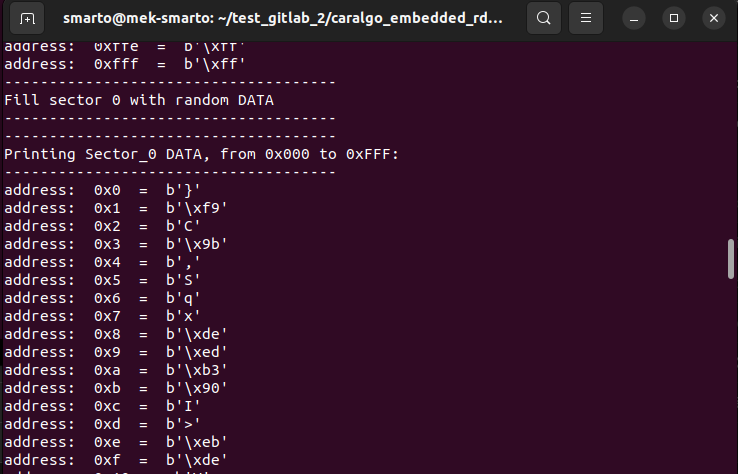 smarto@mek-smarto: ~/test_gitlab_2/caralgo_embedded_rd...
address:  0xffe  =  b'\xff'
address:  0xfff  =  b'\xff'
-------------------------------------
Fill sector 0 with random DATA
-------------------------------------
-------------------------------------
Printing Sector_0 DATA, from 0x000 to 0xFFF:
-------------------------------------
address:  0x0  =  b'}'
address:  0x1  =  b'\xf9'
address:  0x2  =  b'C'
address:  0x3  =  b'\x9b'
address:  0x4  =  b','
address:  0x5  =  b'S'
address:  0x6  =  b'q'
address:  0x7  =  b'x'
address:  0x8  =  b'\xde'
address:  0x9  =  b'\xed'
address:  0xa  =  b'\xb3'
address:  0xb  =  b'\x90'
address:  0xc  =  b'I'
address:  0xd  =  b'>'
address:  0xe  =  b'\xeb'
address:  0xf  =  b'\xde'